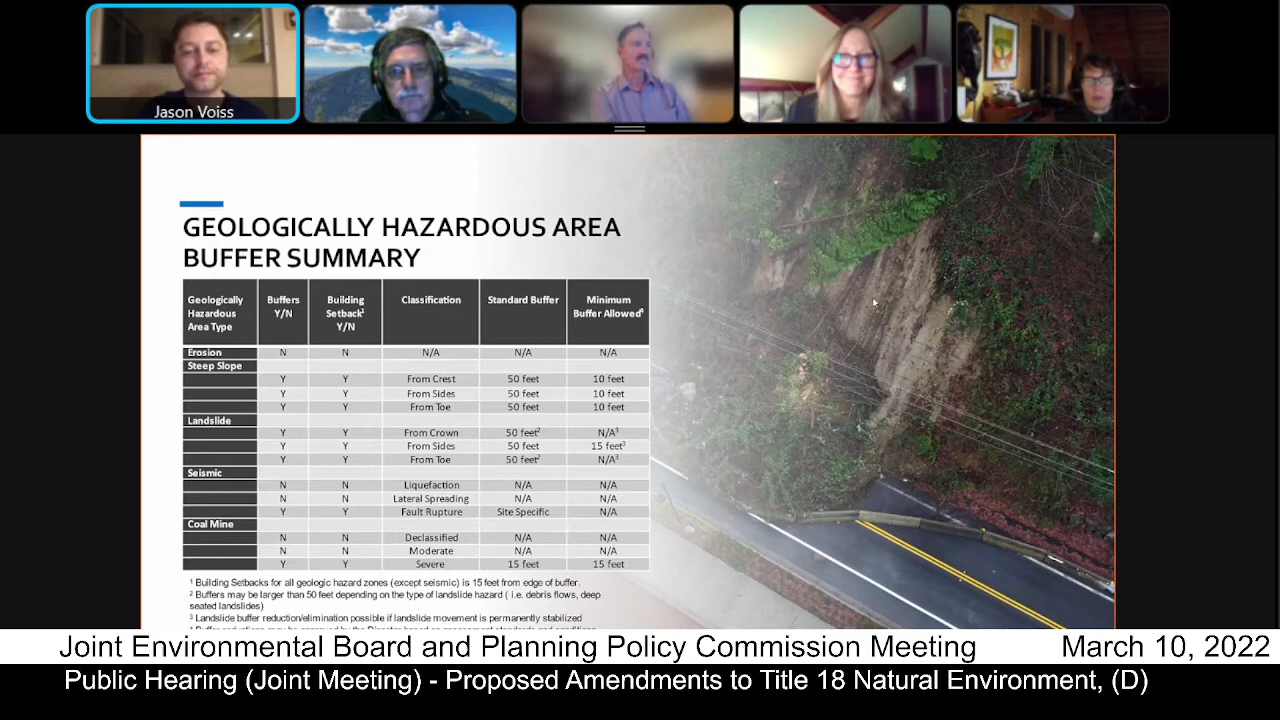 Jason Voiss
GEOLOGICALLY HAZARDOUS AREA
BUFFER SUMMARY
Geologically Hazardous Area Type Buffers Y/N Building Setback¹ Y/N Classification Standard Buffer Minimum Buffer Allowed⁴
Erosion N N N/A N/A N/A
Steep Slope
Y Y From Crest 50 feet 10 feet
Y Y From Sides 50 feet 10 feet
Y Y From Toe 50 feet 10 feet
Landslide
Y Y From Crown 50 feet² N/A³
Y Y From Sides 50 feet 15 feet³
Y Y From Toe 50 feet² N/A³
Seismic
N N Liquefaction N/A N/A
N N Lateral Spreading N/A N/A
Y Y Fault Rupture Site Specific N/A
Coal Mine
N N Declassified N/A N/A
N N Moderate N/A N/A
Y Y Severe 15 feet 15 feet
¹ Building Setbacks for all geologic hazard zones (except seismic) is 15 feet from edge of buffer.
² Buffers may be larger than 50 feet depending on the type of landslide hazard ( i.e. debris flows, deep
seated landslides)
³ Landslide buffer reduction/elimination possible if landslide movement is permanently stabilized
Joint Environmental Board and Planning Policy Commission Meeting March 10, 2022
Public Hearing (Joint Meeting) - Proposed Amendments to Title 18 Natural Environment, (D)